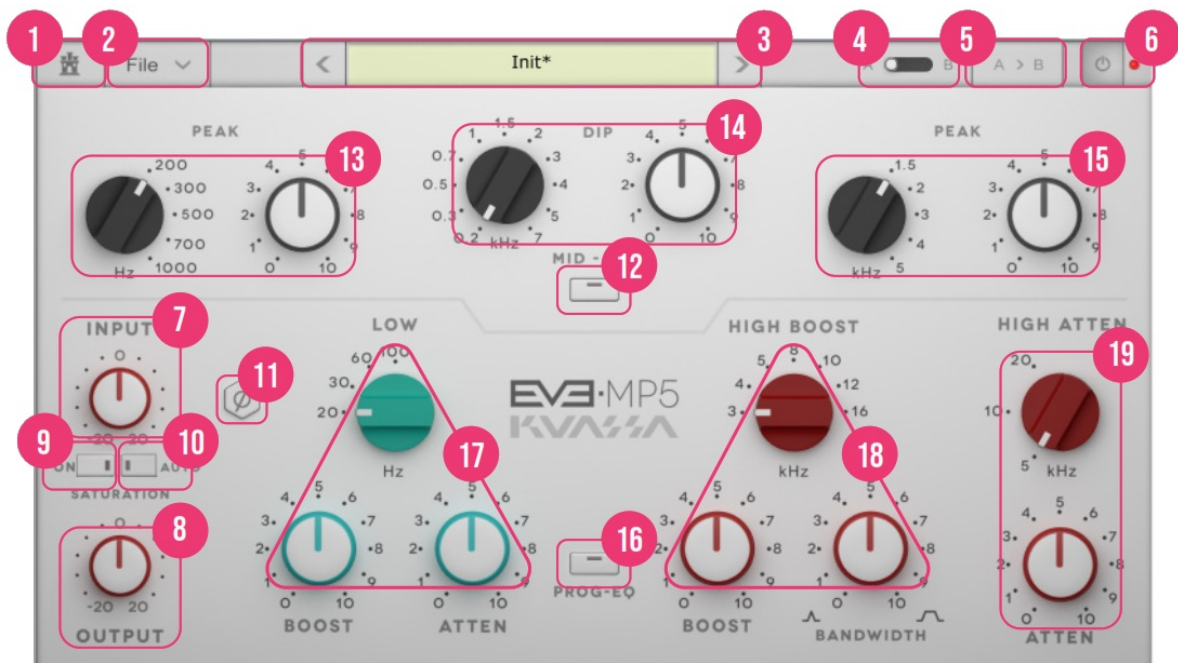 1 2 3 4 5 6
File < Init* > A B A > B
PEAK DIP PEAK
13 14 15
200 300 500 700 1000 Hz
0 1 2 3 4 5 7 8 9 10
0.2 0.3 0.5 0.7 1 1.5 2 3 4 5 7 kHz
0 1 2 3 4 5 7 8 9 10
1.5 2 3 4 5 kHz
0 1 2 3 4 5 7 8 9 10
MID -
12
INPUT 7
0
-20 20
9 ON 10 AUTO
SATURATION
8
0
-20 20
OUTPUT
11
LOW
20 30 60 100 Hz
17
0 1 2 3 4 5 6 7 8 9 10
BOOST
0 1 2 3 4 5 6 7 8 9 10
ATTEN
EVE·MP5
KVASSA
16
PROG-EQ
HIGH BOOST
3 4 5 8 10 12 16 kHz
18
0 1 2 3 4 5 6 7 8 9 10
BOOST
BANDWIDTH
HIGH ATTEN
5 10 20 kHz
19
0 1 2 3 4 5 6 7 8 9 10
ATTEN